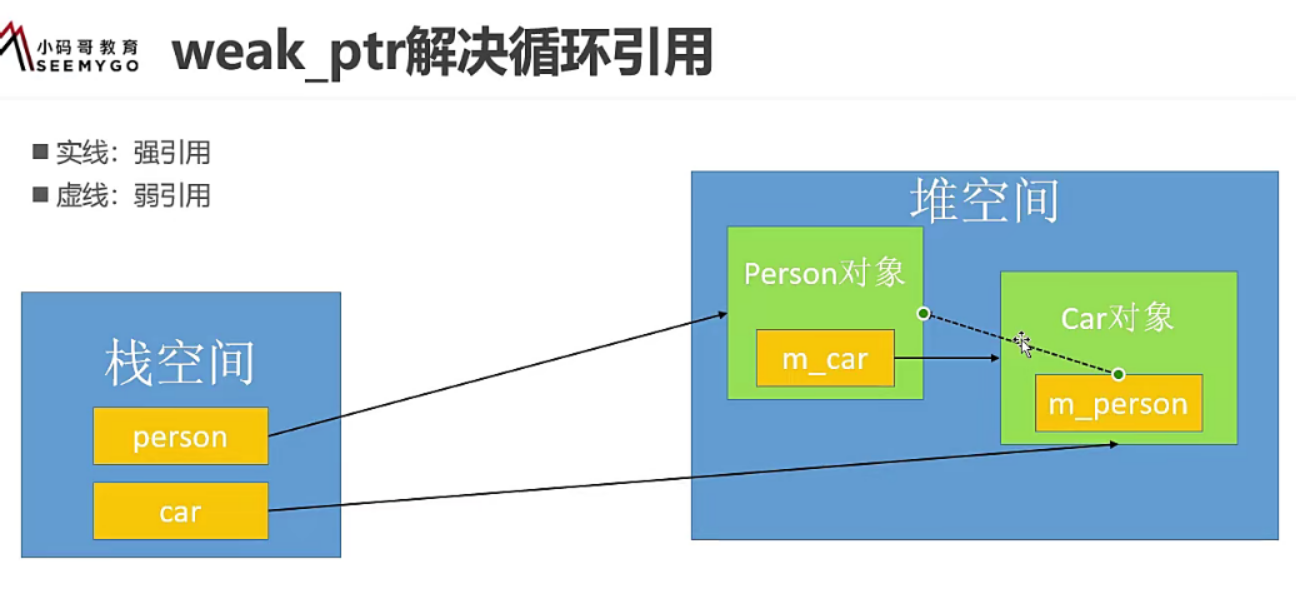 小码哥教育
SEEMYGO
weak_ptr解决循环引用
■ 实线：强引用
■ 虚线：弱引用
堆空间
Person对象
m_car
Car对象
m_person
栈空间
person
car